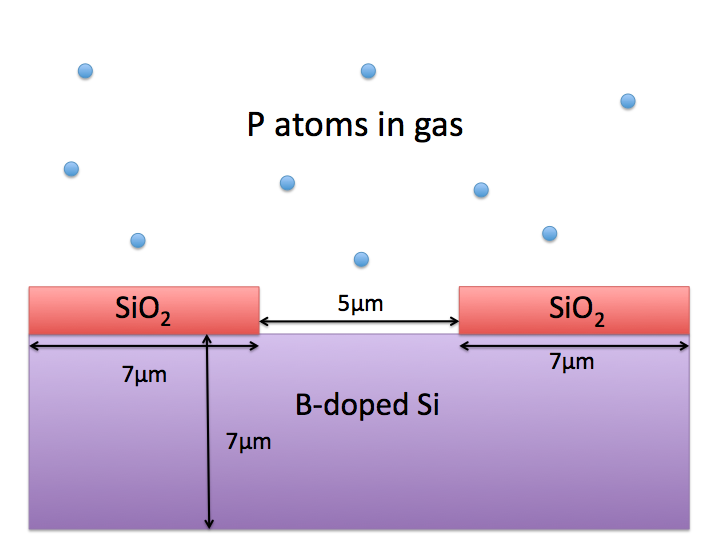 P atoms in gas
SiO₂
5μm
SiO₂
7μm
7μm
B-doped Si
7μm